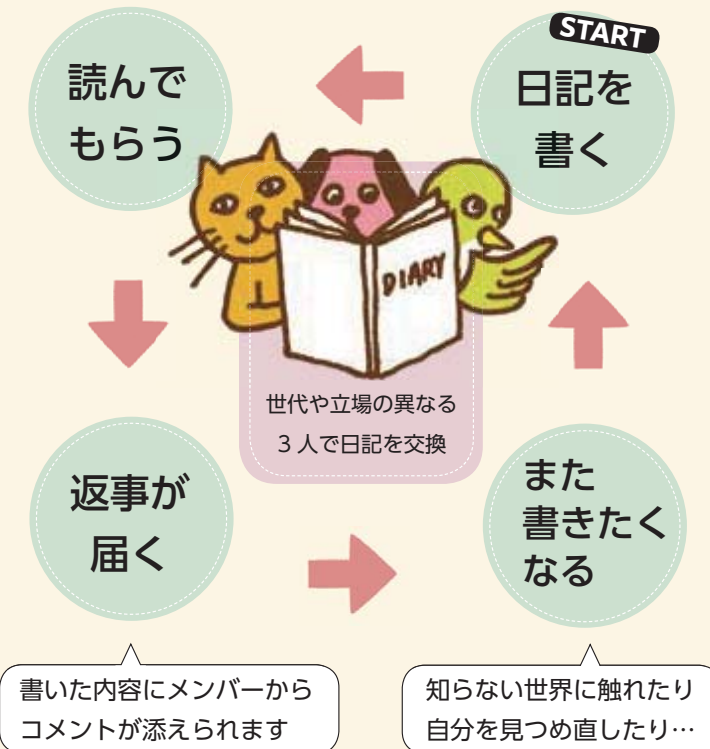 START
日記を
書く
読んで
もらう
DIARY
世代や立場の異なる
3 人で日記を交換
返事が
届く
また
書きたく
なる
書いた内容にメンバーから
コメントが添えられます
知らない世界に触れたり
自分を見つめ直したり…